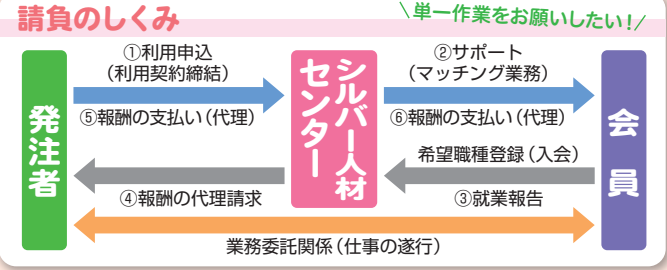 請負のしくみ
単一作業をお願いしたい!
発注者
①利用申込
(利用契約締結)
⑤報酬の支払い(代理)
④報酬の代理請求
シルバー人材
センター
②サポート
(マッチング業務)
⑥報酬の支払い(代理)
希望職種登録(入会)
③就業報告
会員
業務委託関係(仕事の遂行)